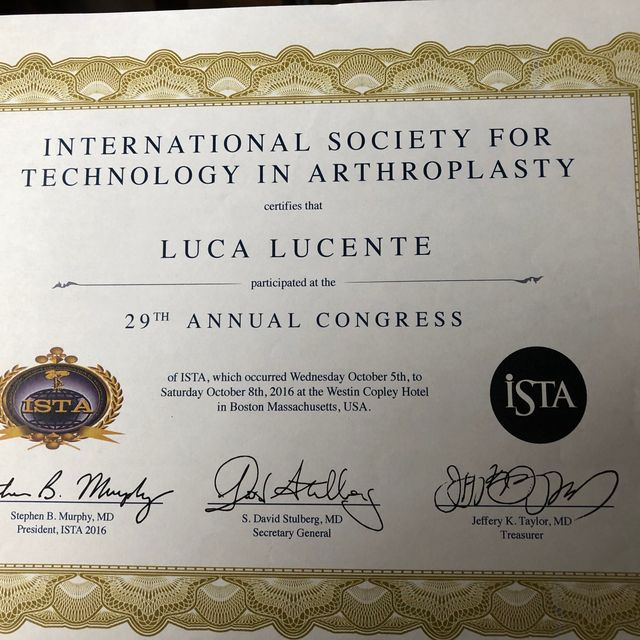 INTERNATIONAL SOCIETY FOR
TECHNOLOGY IN ARTHROPLASTY
certifies that
LUCA LUCENTE
participated at the
29TH ANNUAL CONGRESS
of ISTA, which occurred Wednesday October 5th, to
Saturday October 8th, 2016 at the Westin Copley Hotel
in Boston Massachusetts, USA.
ISTA
iSTA
B. Murphy
Stephen B. Murphy, MD
President, ISTA 2016
S. David Stulberg, MD
Secretary General
Jeffery K. Taylor, MD
Treasurer